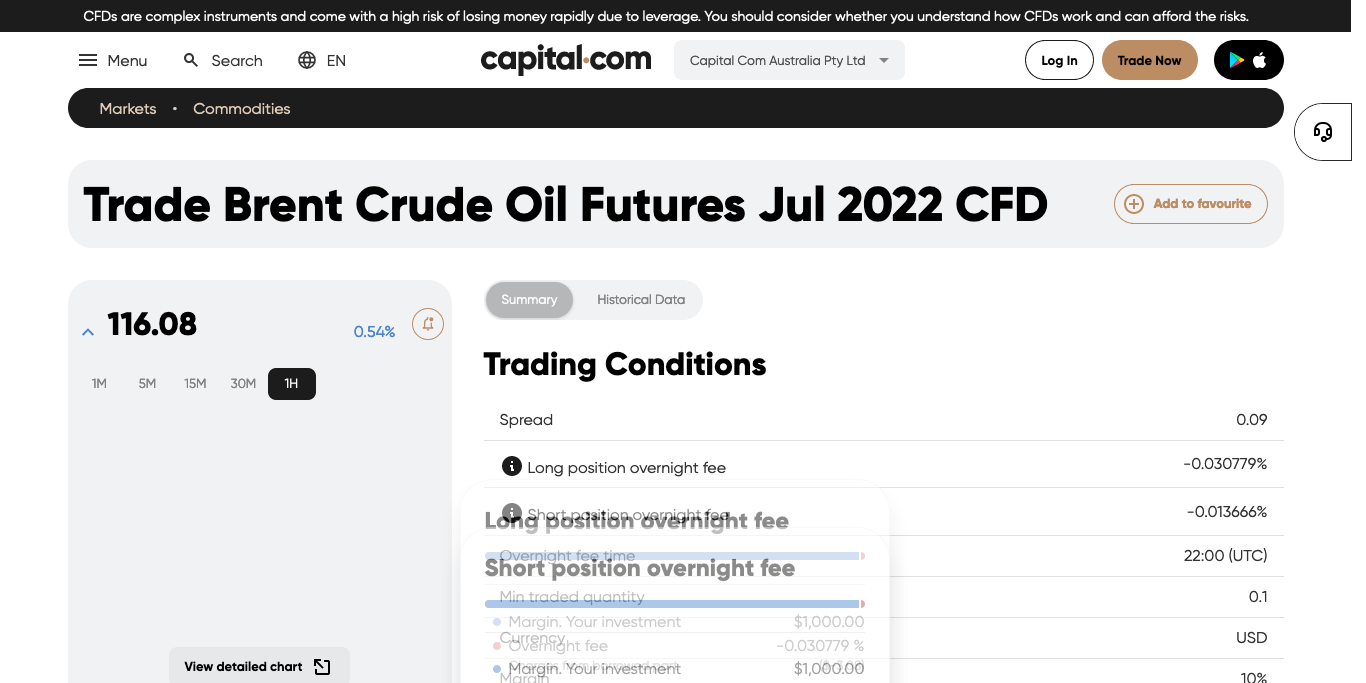 CFDs are complex instruments and come with a high risk of losing money rapidly due to leverage. You should consider whether you understand how CFDs work and can afford the risks.
Menu Search EN capital.com Capital Com Australia Pty Ltd Log In Trade Now
Markets • Commodities
Trade Brent Crude Oil Futures Jul 2022 CFD Add to favourite
116.08 0.54%
1M 5M 15M 30M 1H
View detailed chart
Summary Historical Data
Trading Conditions
Spread 0.09
Long position overnight fee -0.030779%
Short position overnight fee -0.013666%
Long position overnight fee
Overnight fee time 22:00 (UTC)
Short position overnight fee
Min traded quantity 0.1
Margin. Your investment $1,000.00
Currency USD
Overnight fee -0.030779 %
Margin. Your investment $1,000.00
Margin 10%